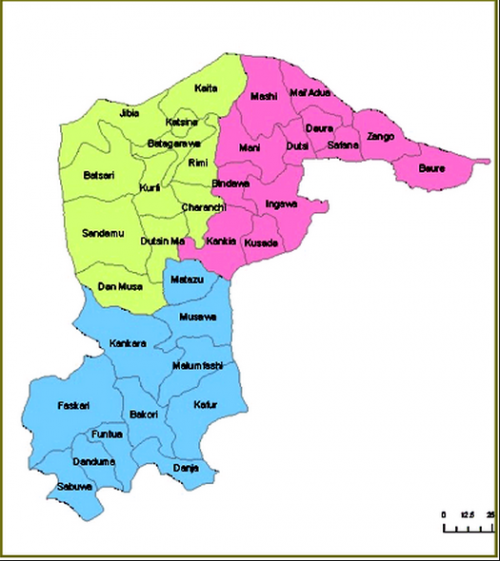 Kaita
Mashi
Mai'Adua
Jibia
Katsina
Daura
Zango
Batagarawa
Mani
Dutsi
Safana
Rimi
Baure
Batsari
Kurfi
Bindawa
Charanchi
Ingawa
Sandamu
Dutsin Ma
Kankia
Kusada
Dan Musa
Matazu
Musawa
Kankara
Malumfashi
Faskari
Bakori
Kafur
Funtua
Danduma
Danja
Sabuwa
0 12.5 25